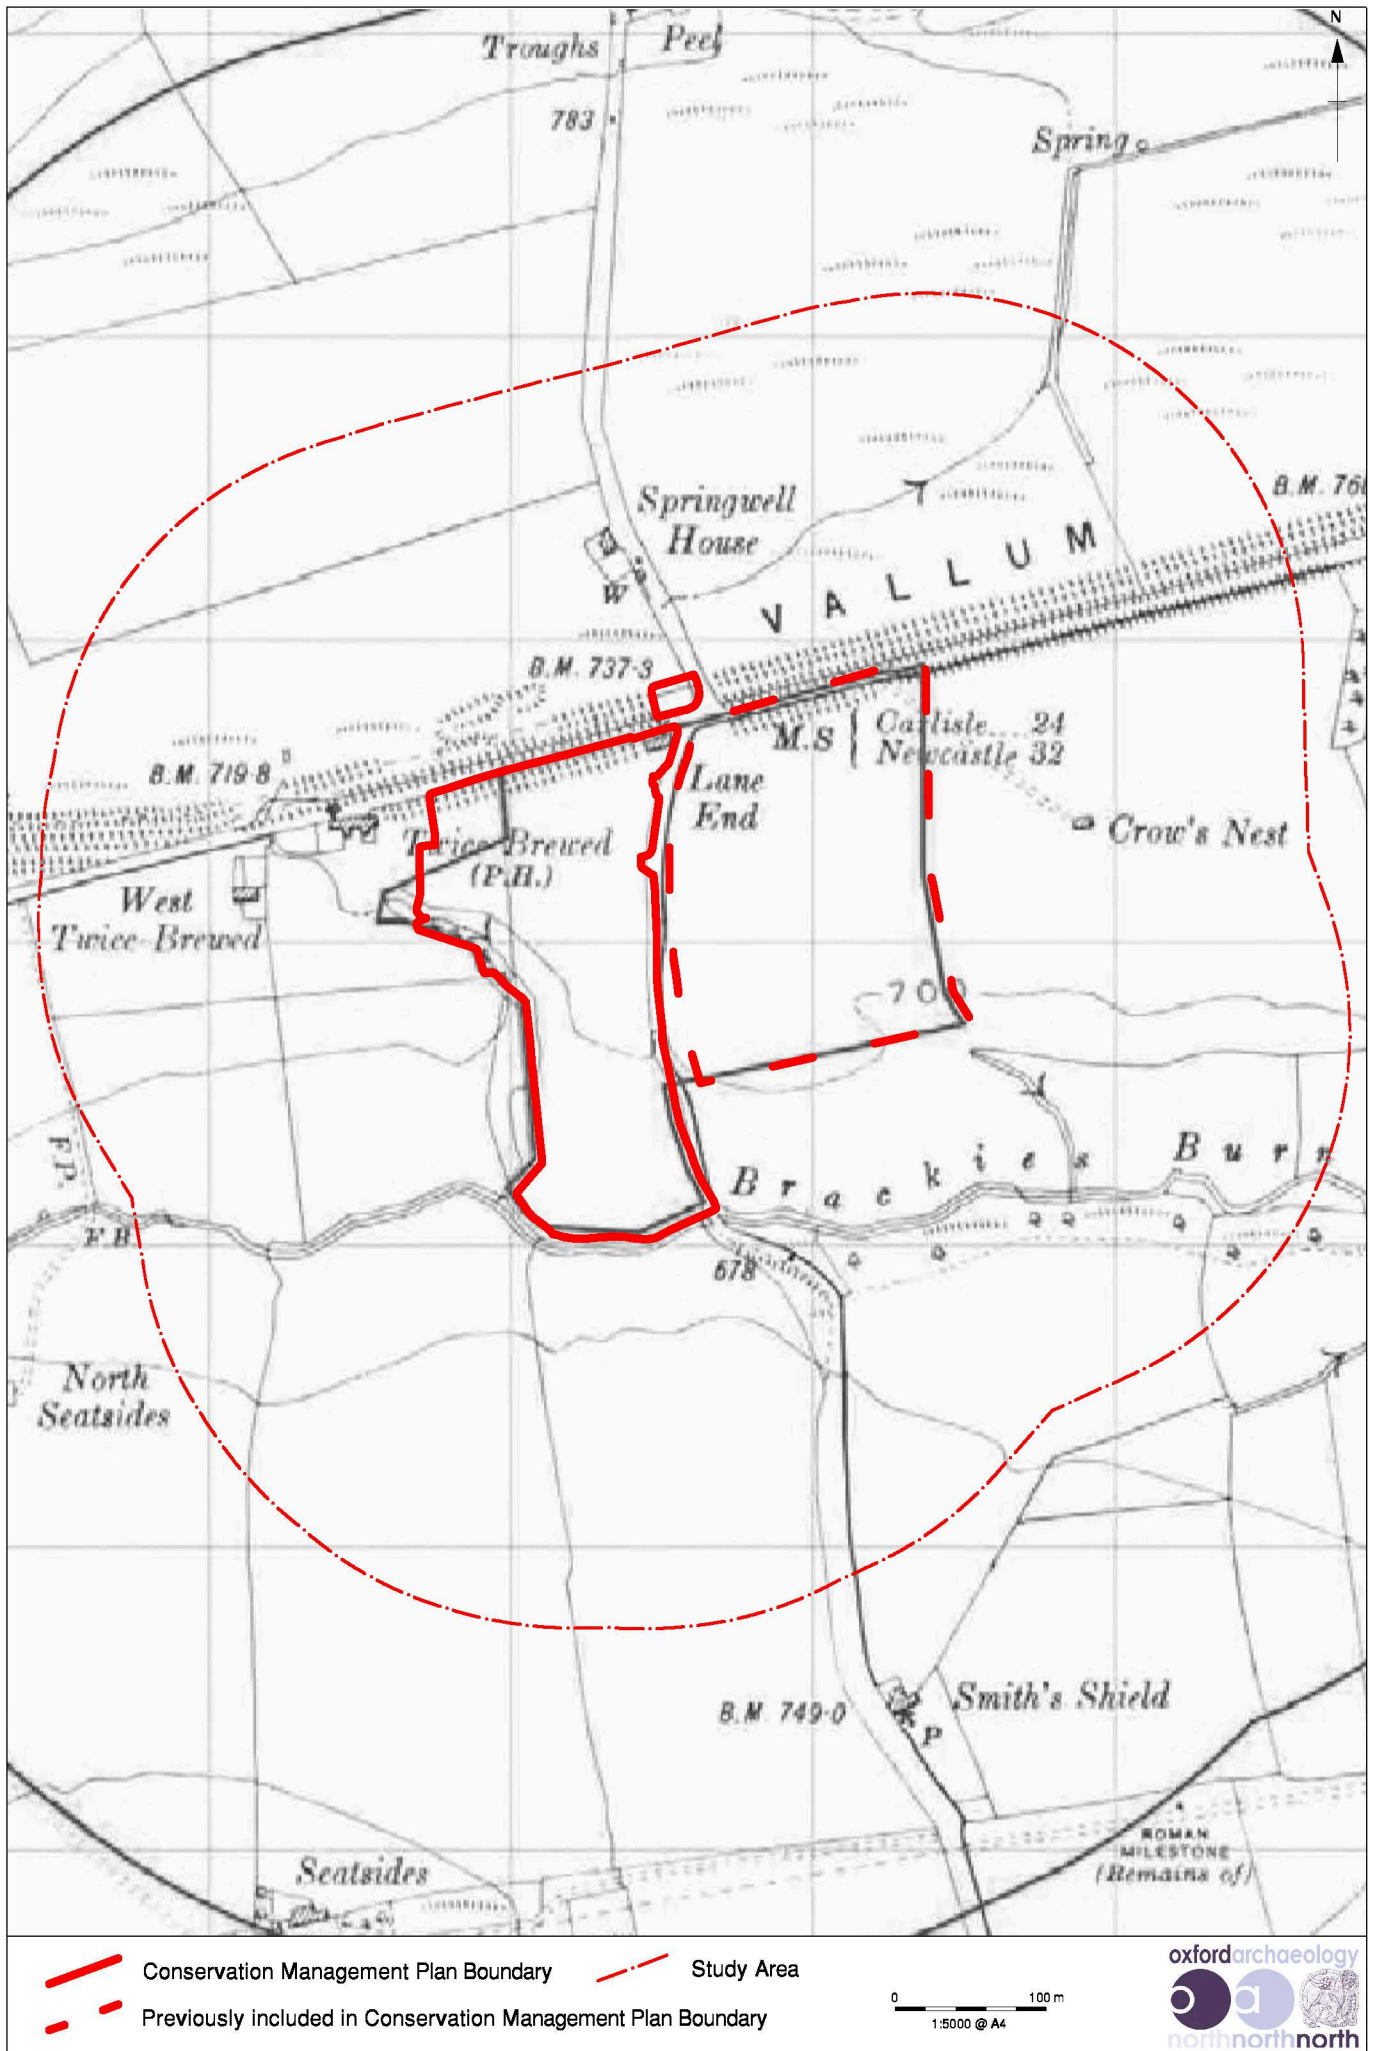 N
Troughs
Peel
783
Spring
Springwell
House
W
B.M. 76
VALLUM
B.M. 737·3
M.S
Carlisle.... 24
Newcastle 32
B.M. 719·8
Lane
End
Crow's Nest
Twice Brewed
(P.H.)
West
Twice Brewed
700
F.P.
Brackies Burn
F.B.
678
North
Seatsides
Smith's Shield
B.M. 749·0
P
ROMAN
MILESTONE
(Remains of)
Seatsides
Conservation Management Plan Boundary
Study Area
Previously included in Conservation Management Plan Boundary
0 100 m
1:5000 @ A4
oxfordarchaeology
o a
northnorthnorth